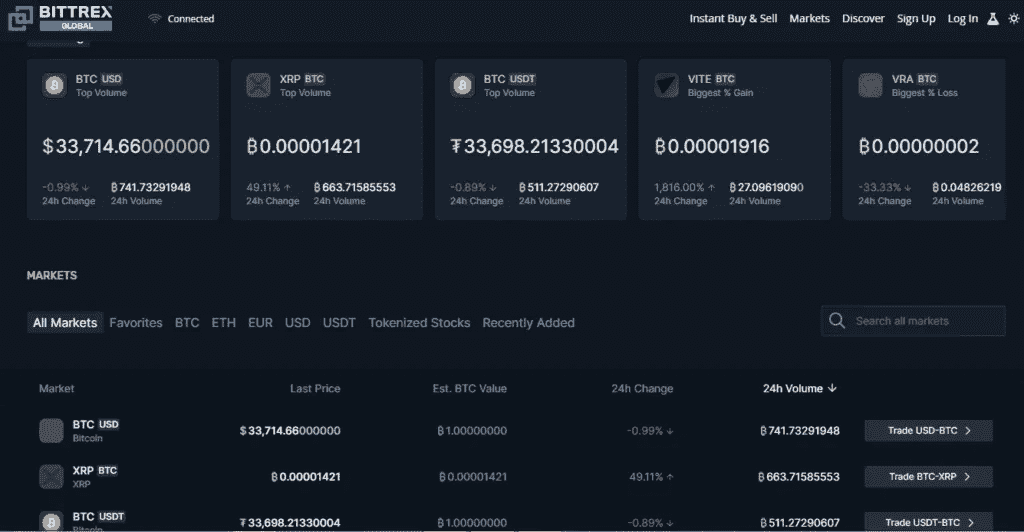 BITTREX
GLOBAL
Connected
Instant Buy & Sell Markets Discover Sign Up Log In
BTC USD
Top Volume
$33,714.66000000
-0.99% ↓ ₿741.73291948
24h Change 24h Volume
XRP BTC
Top Volume
₿0.00001421
49.11% ↑ ₿663.71585553
24h Change 24h Volume
BTC USDT
Top Volume
₮33,698.21330004
-0.89% ↓ ₿511.27290607
24h Change 24h Volume
VITE BTC
Biggest % Gain
₿0.00001916
1,816.00% ↑ ₿27.09619090
24h Change 24h Volume
VRA BTC
Biggest % Loss
₿0.00000002
-33.33% ↓ ₿0.04826219
24h Change 24h Volume
MARKETS
All Markets Favorites BTC ETH EUR USD USDT Tokenized Stocks Recently Added
Search all markets
Market Last Price Est. BTC Value 24h Change 24h Volume ↓
BTC USD
Bitcoin
$33,714.66000000 ₿1.00000000 -0.99% ↓ ₿741.73291948 Trade USD-BTC >
XRP BTC
XRP
₿0.00001421 ₿0.00001421 49.11% ↑ ₿663.71585553 Trade BTC-XRP >
BTC USDT
Bitcoin
₮33,698.21330004 ₿1.00000000 -0.89% ↓ ₿511.27290607 Trade USDT-BTC >